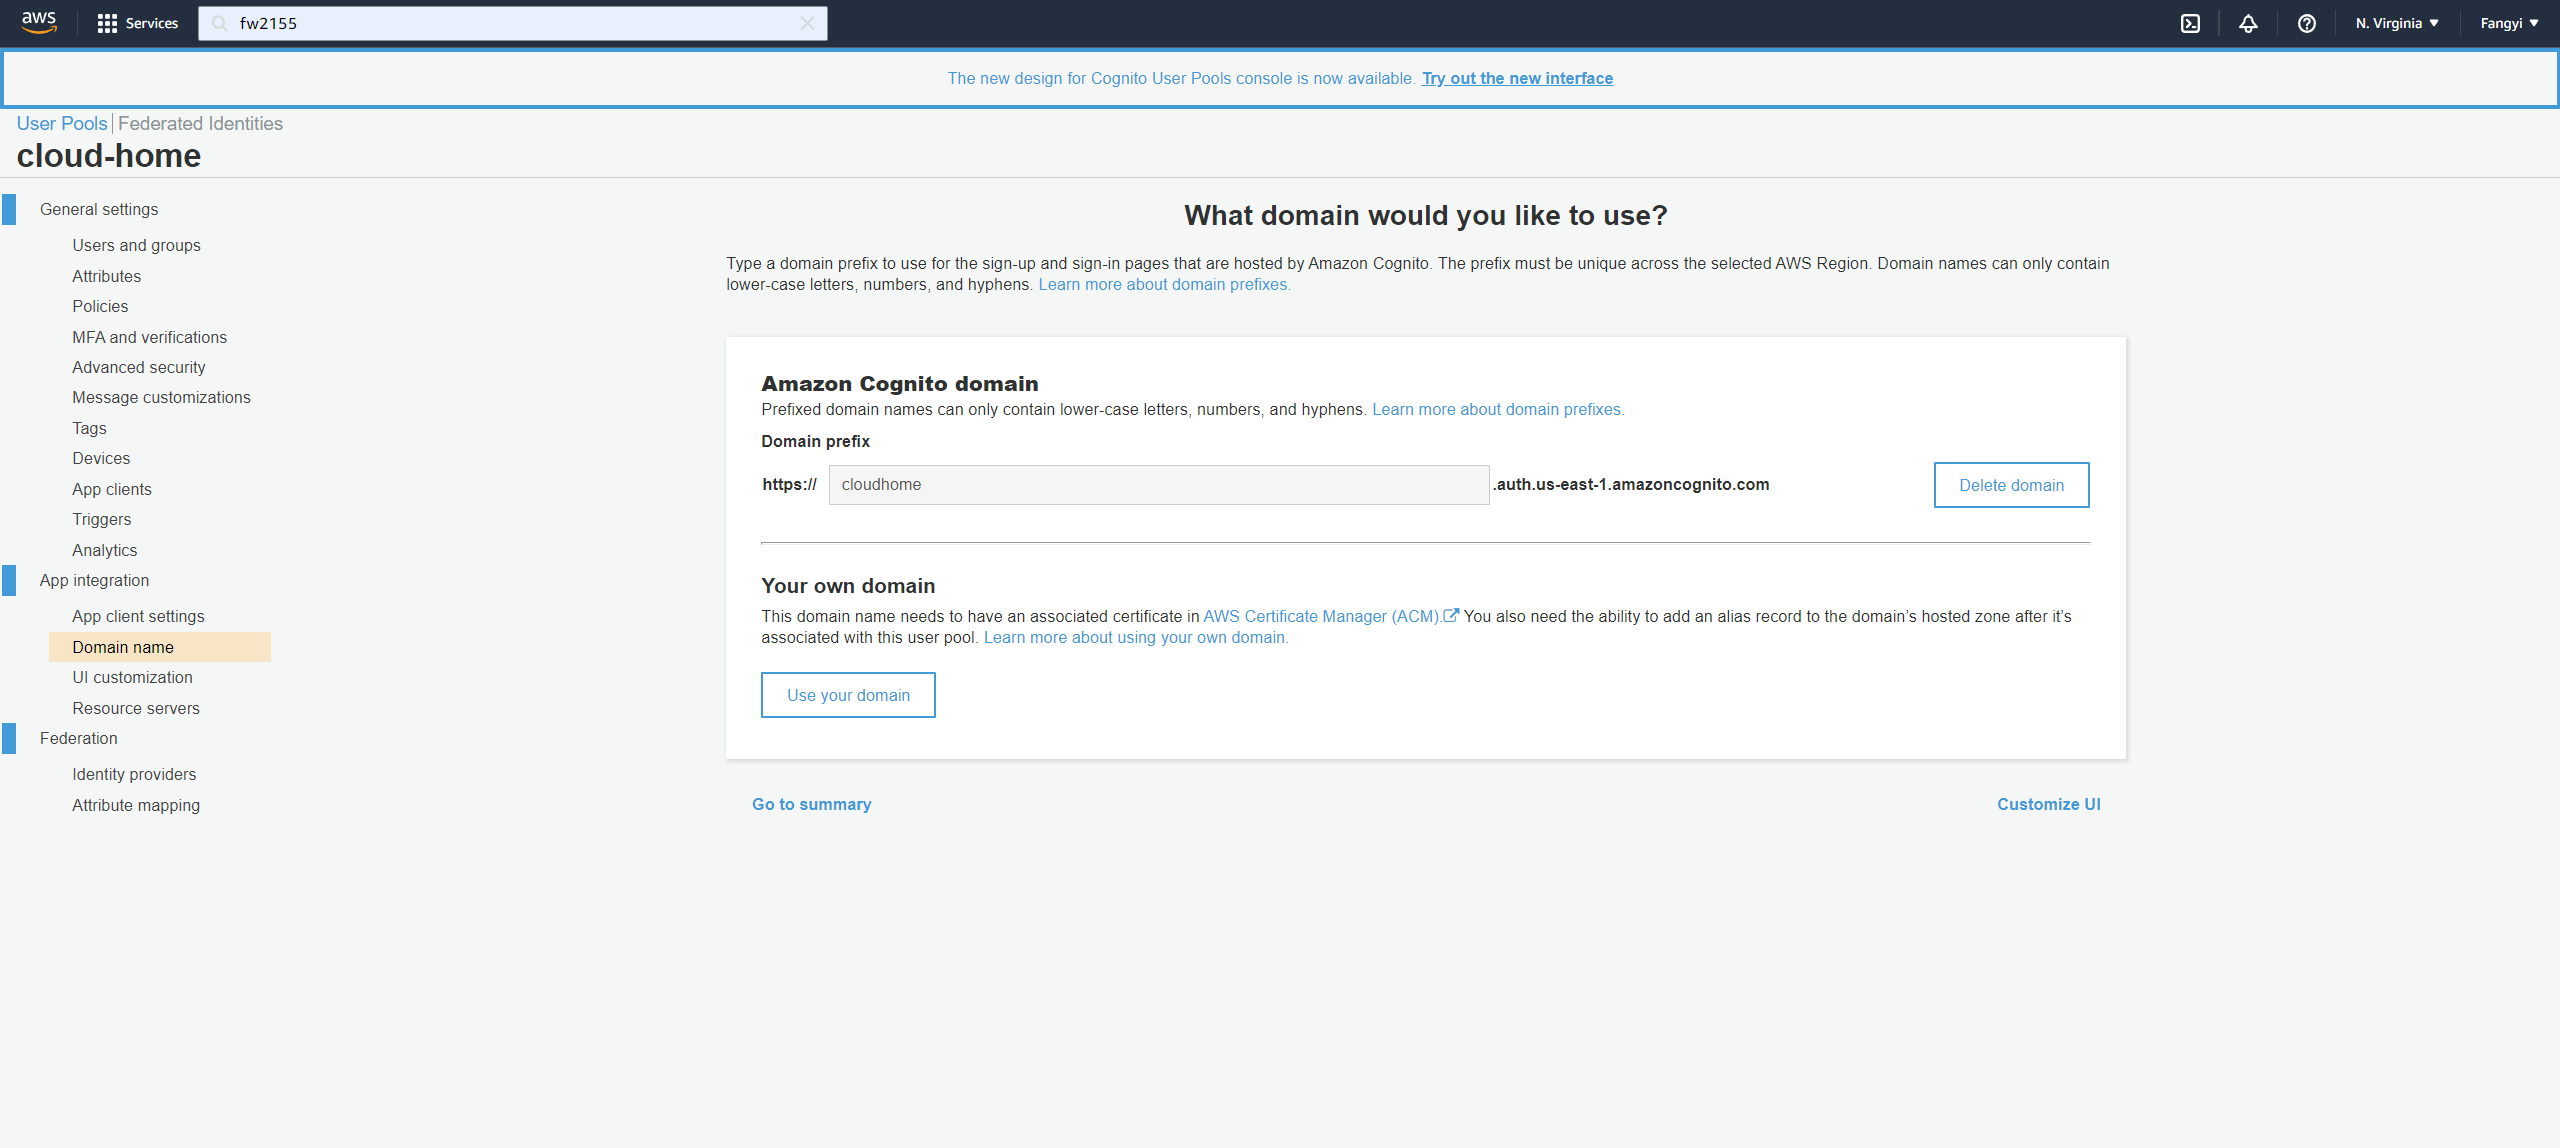 aws
Services
fw2155
N. Virginia
Fangyi
The new design for Cognito User Pools console is now available. Try out the new interface
User Pools
Federated Identities
cloud-home
General settings
Users and groups
Attributes
Policies
MFA and verifications
Advanced security
Message customizations
Tags
Devices
App clients
Triggers
Analytics
App integration
App client settings
Domain name
UI customization
Resource servers
Federation
Identity providers
Attribute mapping
What domain would you like to use?
Type a domain prefix to use for the sign-up and sign-in pages that are hosted by Amazon Cognito. The prefix must be unique across the selected AWS Region. Domain names can only contain
lower-case letters, numbers, and hyphens. Learn more about domain prefixes.
Amazon Cognito domain
Prefixed domain names can only contain lower-case letters, numbers, and hyphens. Learn more about domain prefixes.
Domain prefix
https:// cloudhome .auth.us-east-1.amazoncognito.com
Delete domain
Your own domain
This domain name needs to have an associated certificate in AWS Certificate Manager (ACM). You also need the ability to add an alias record to the domain’s hosted zone after it’s
associated with this user pool. Learn more about using your own domain.
Use your domain
Go to summary
Customize UI